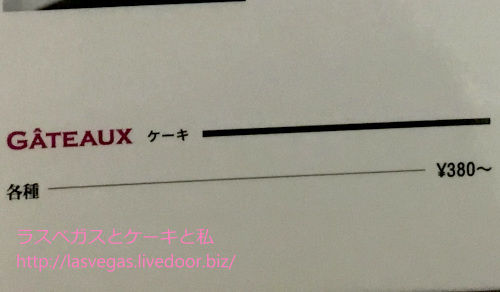 GÂTEAUX ケーキ
各種 ¥380～
ラスベガスとケーキと私
http://lasvegas.livedoor.biz/